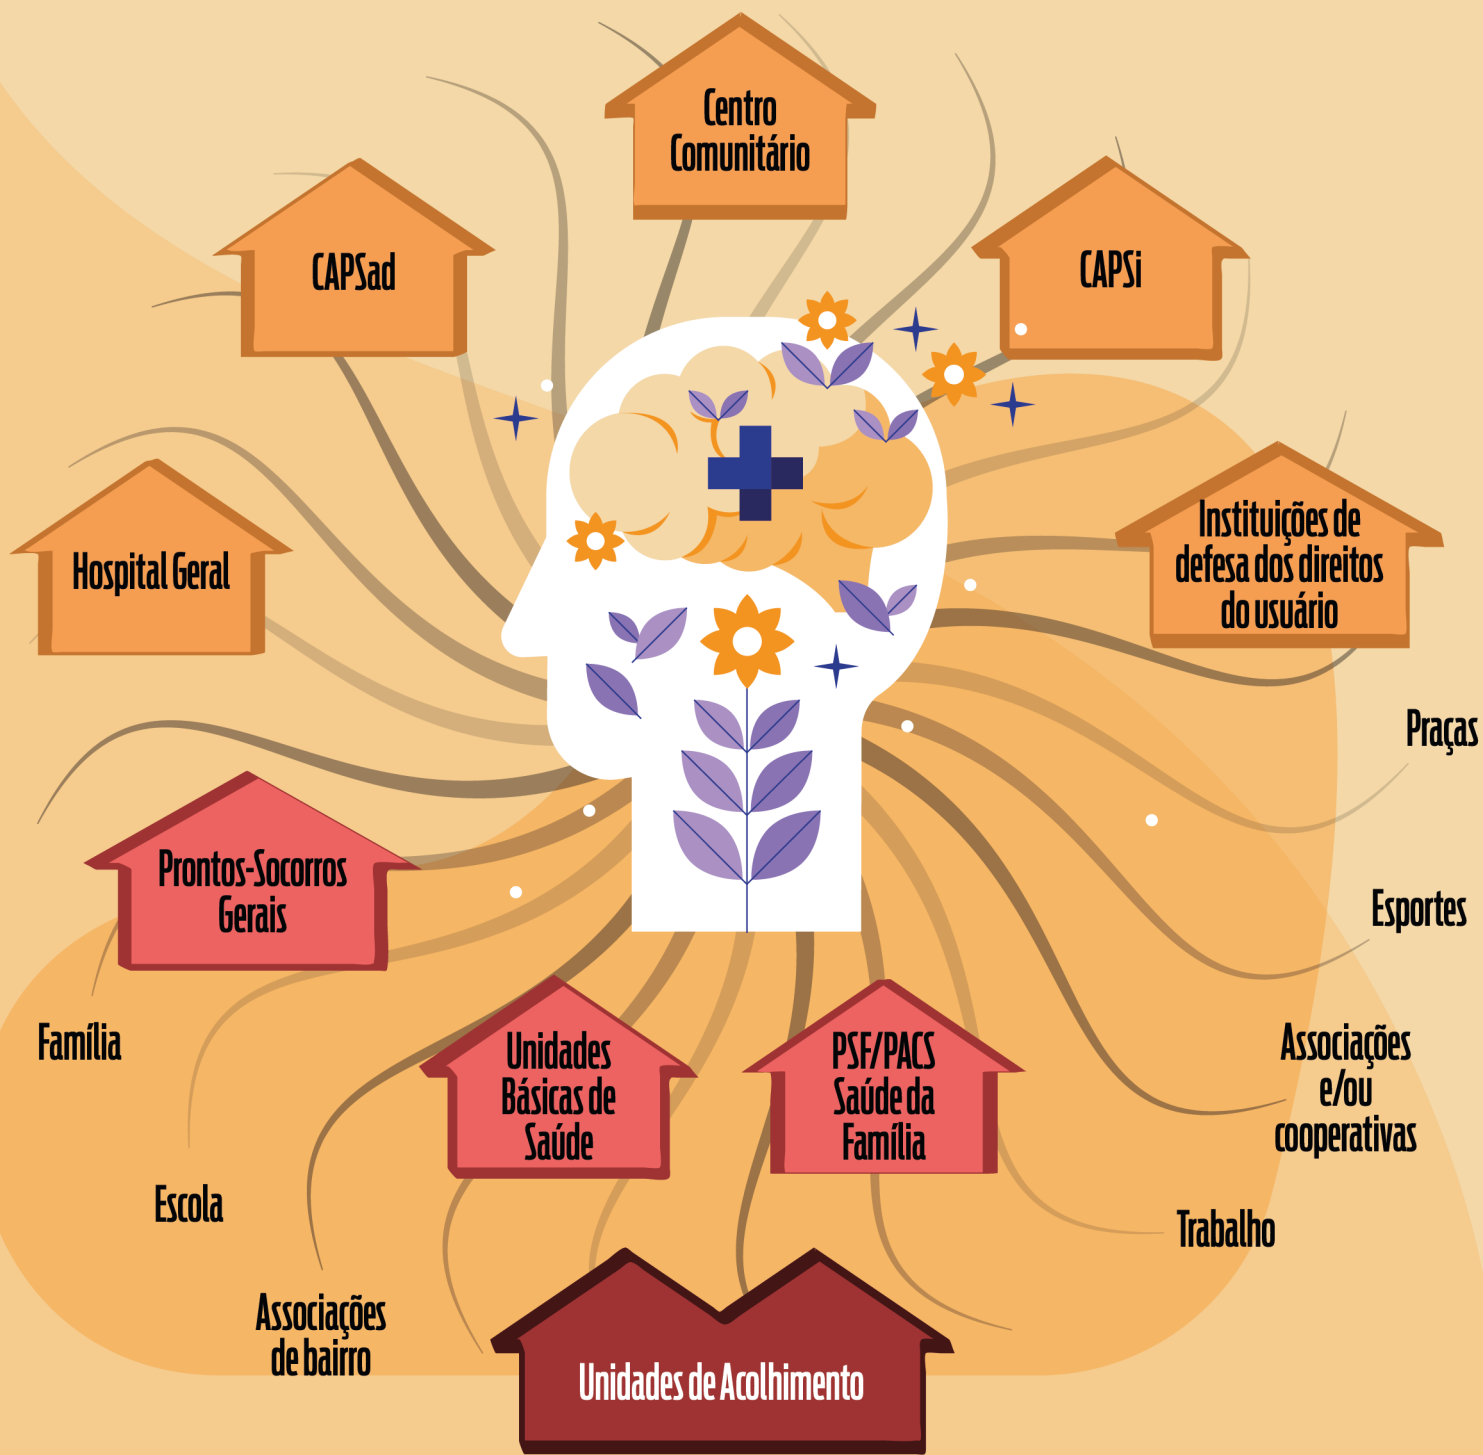 Centro
Comunitário
CAPSad
CAPSi
Hospital Geral
Instituições de
defesa dos direitos
do usuário
Praças
Prontos-Socorros
Gerais
Esportes
Família
Unidades
Básicas de
Saúde
PSF/PACS
Saúde da
Família
Associações
e/ou
cooperativas
Escola
Trabalho
Associações
de bairro
Unidades de Acolhimento